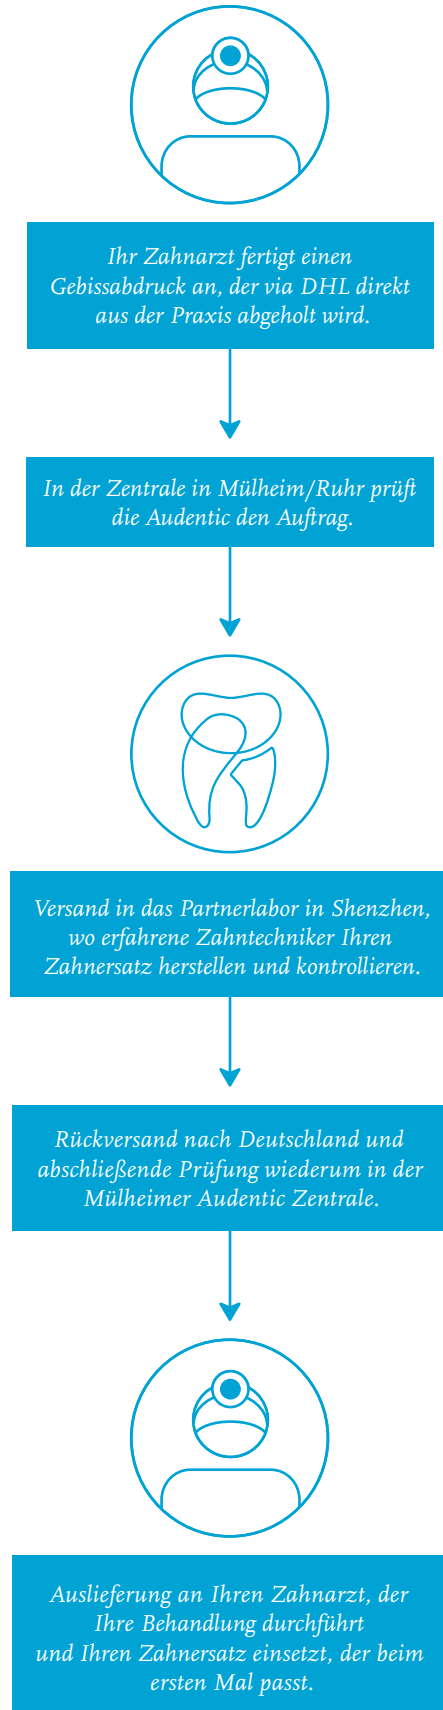 Ihr Zahnarzt fertigt einen
Gebissabdruck an, der via DHL direkt
aus der Praxis abgeholt wird.
In der Zentrale in Mülheim/Ruhr prüft
die Audentic den Auftrag.
Versand in das Partnerlabor in Shenzhen,
wo erfahrene Zahntechniker Ihren
Zahnersatz herstellen und kontrollieren.
Rückversand nach Deutschland und
abschließende Prüfung wiederum in der
Mülheimer Audentic Zentrale.
Auslieferung an Ihren Zahnarzt, der
Ihre Behandlung durchführt
und Ihren Zahnersatz einsetzt, der beim
ersten Mal passt.